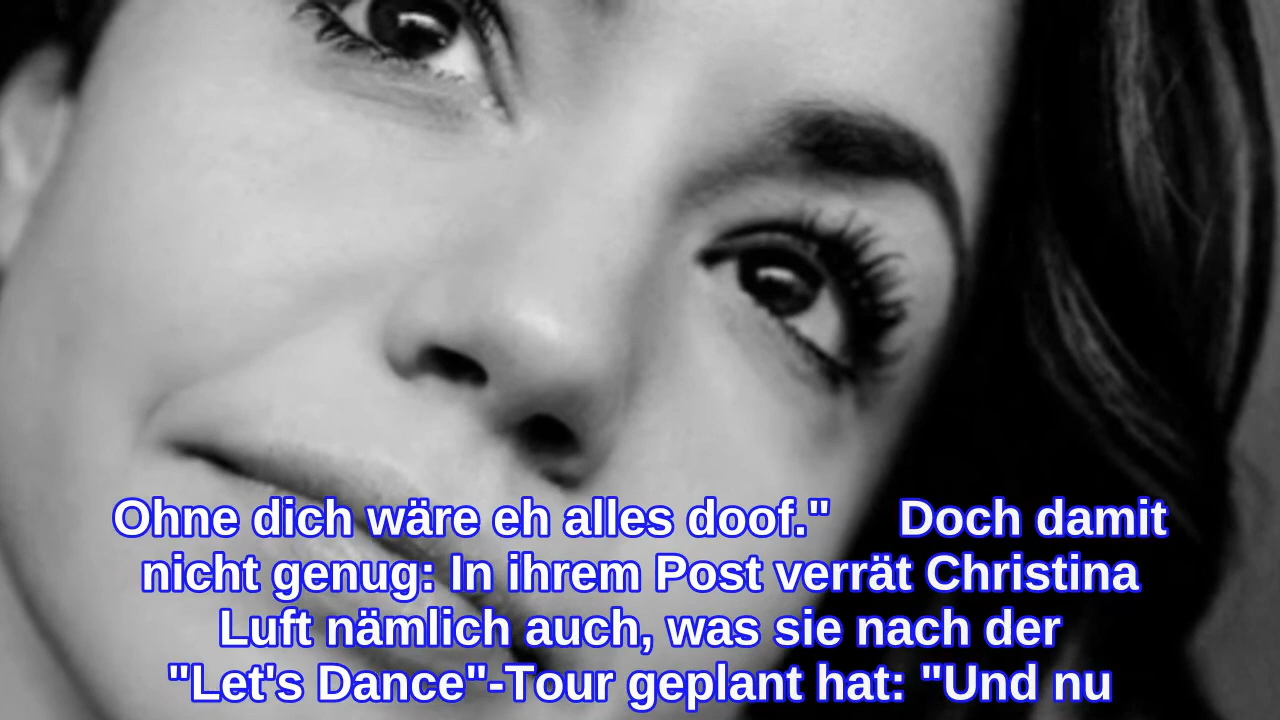 Ohne dich wäre eh alles doof."      Doch damit
nicht genug: In ihrem Post verrät Christina
Luft nämlich auch, was sie nach der
"Let's Dance"-Tour geplant hat: "Und nu